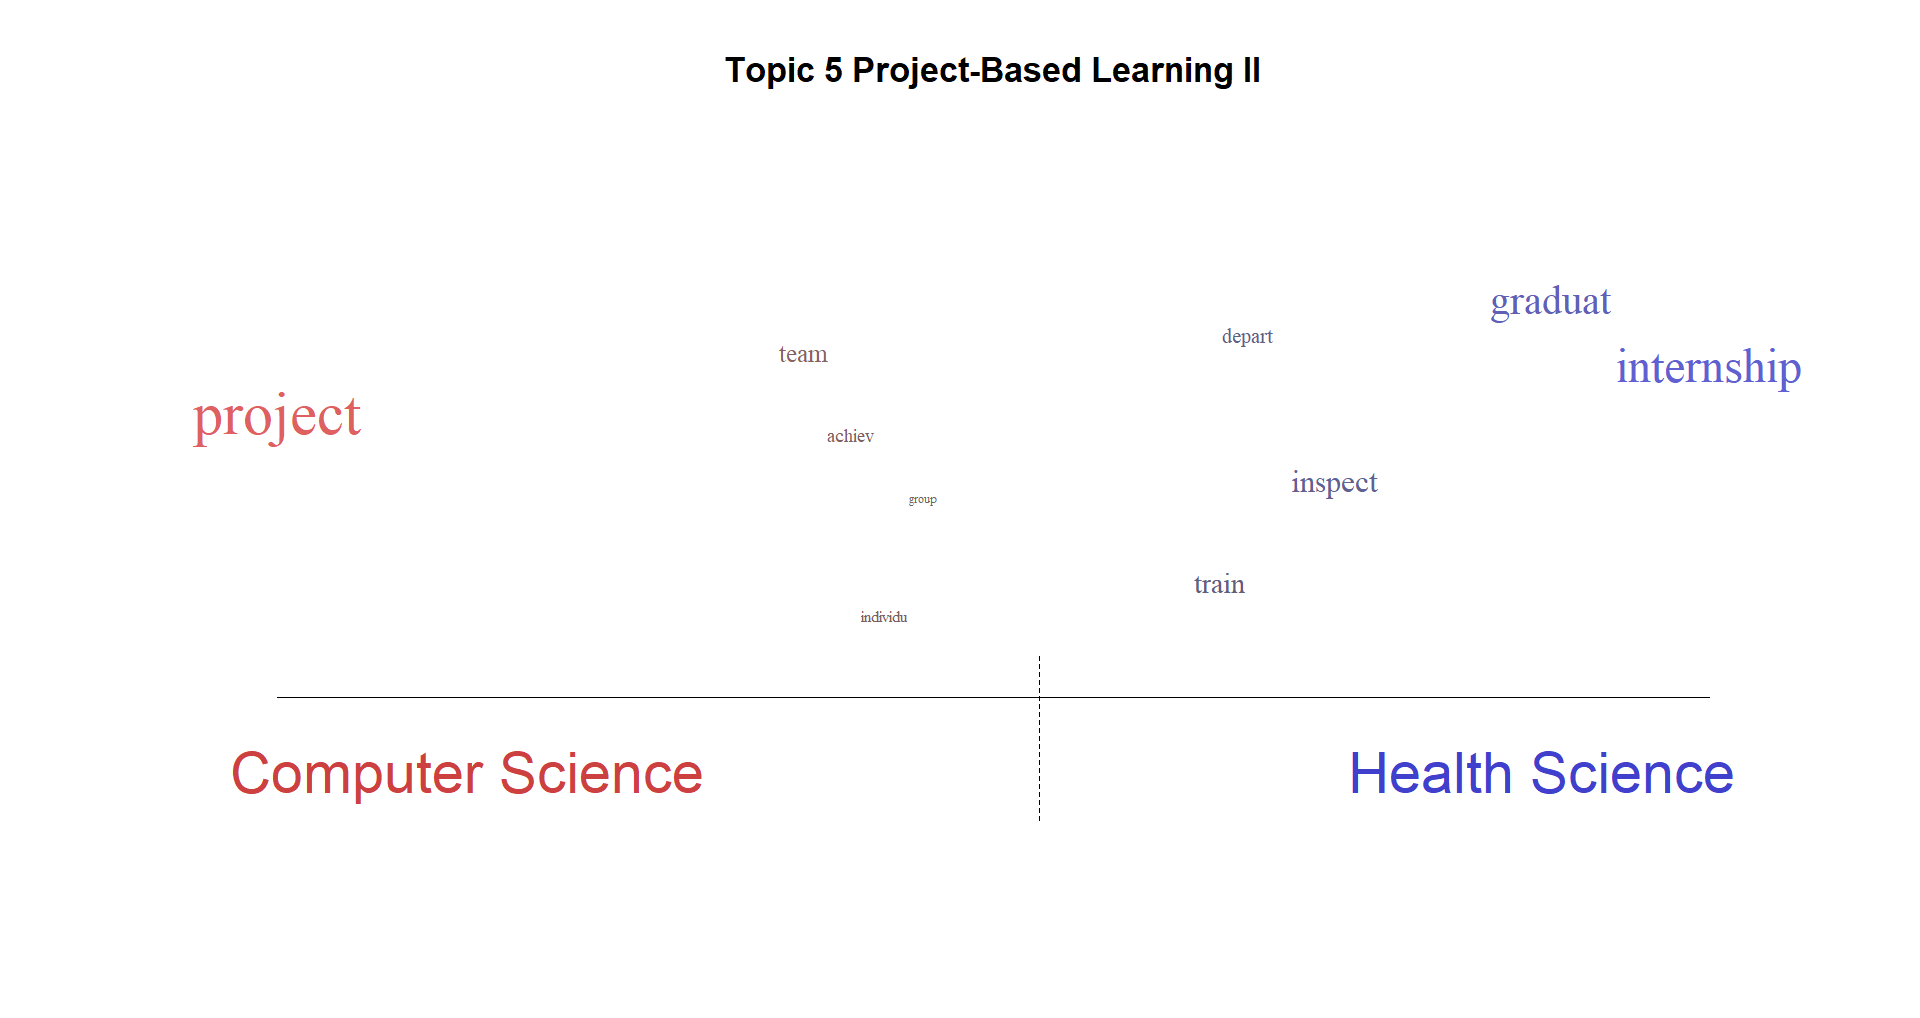 Topic 5 Project-Based Learning II
graduat
depart
team
internship
project
achiev
inspect
group
train
individu
Computer Science
Health Science